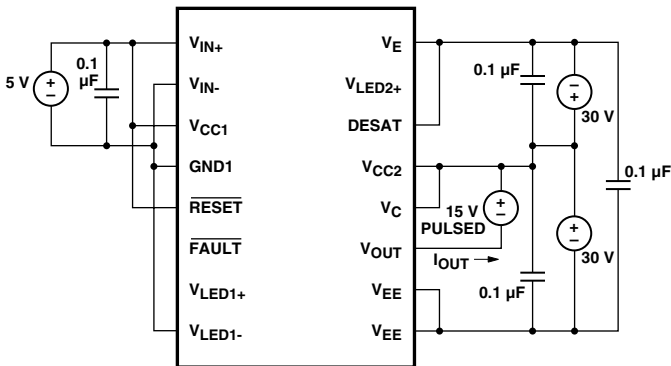 5 V
0.1
µF
V_IN+
V_IN-
V_CC1
GND1
RESET
FAULT
V_LED1+
V_LED1-
V_E
V_LED2+
DESAT
V_CC2
V_C
V_OUT
V_EE
V_EE
0.1 µF
30 V
0.1 µF
15 V
PULSED
I_OUT
30 V
0.1 µF